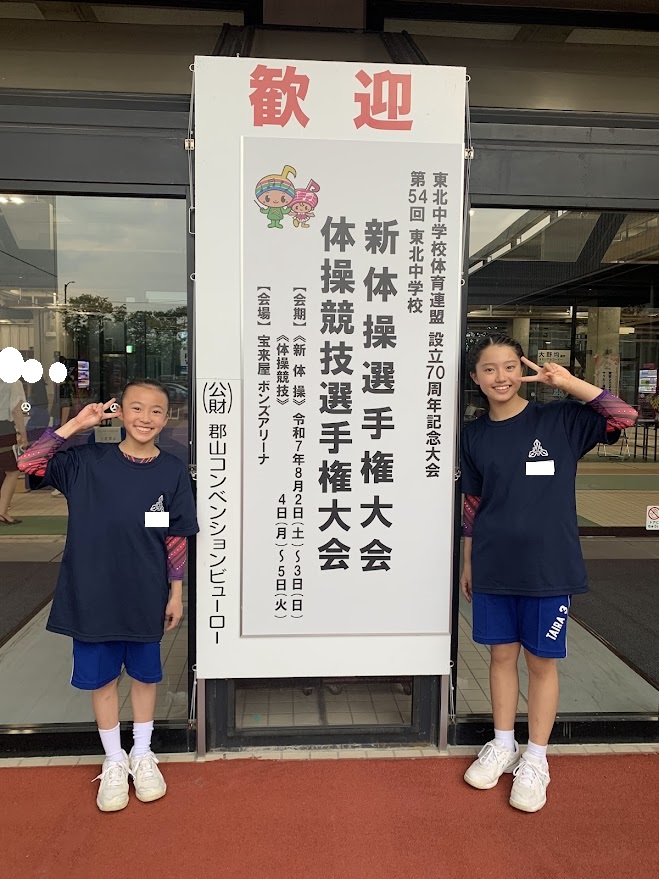 歓迎
東北中学校体育連盟 設立70周年記念大会
第54回 東北中学校
新体操選手権大会
体操競技選手権大会
【会期】《新体操》令和7年8月2日(土)～3日(日)
《体操競技》 4日(月)～5日(火)
【会場】宝来屋 ボンズアリーナ
(公財) 郡山コンベンションビューロー
大野均
TAIRA 3